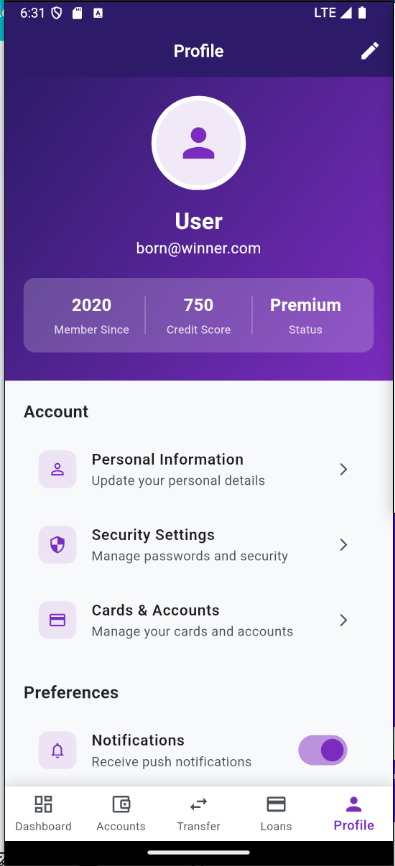 6:31
LTE
Profile
User
born@winner.com
2020
750
Premium
Member Since
Credit Score
Status
Account
Personal Information
Update your personal details
Security Settings
Manage passwords and security
Cards & Accounts
Manage your cards and accounts
Preferences
Notifications
Receive push notifications
Dashboard
Accounts
Transfer
Loans
Profile